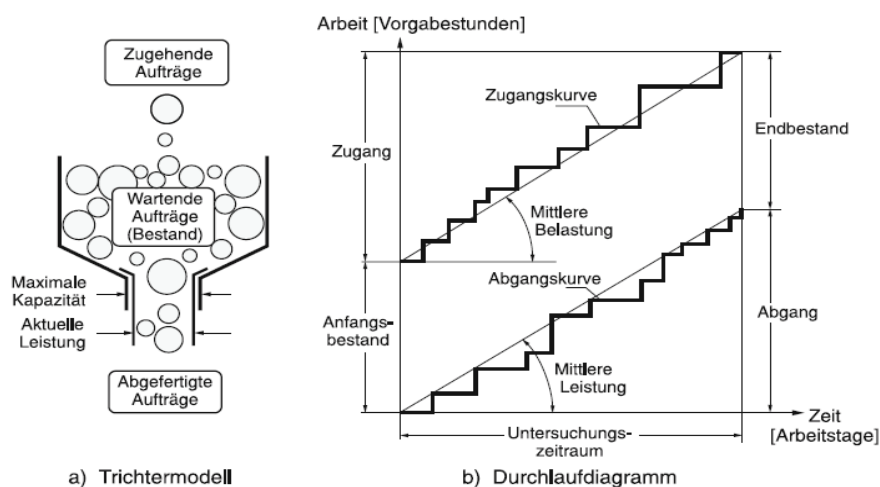 Zugehende
Aufträge
Wartende
Aufträge
(Bestand)
Maximale
Kapazität
Aktuelle
Leistung
Abgefertigte
Aufträge
a) Trichtermodell
Arbeit [Vorgabestunden]
Zugangskurve
Zugang
Endbestand
Mittlere
Belastung
Abgangskurve
Anfangs-
bestand
Abgang
Mittlere
Leistung
Zeit
[Arbeitstage]
Untersuchungs-
zeitraum
b) Durchlaufdiagramm